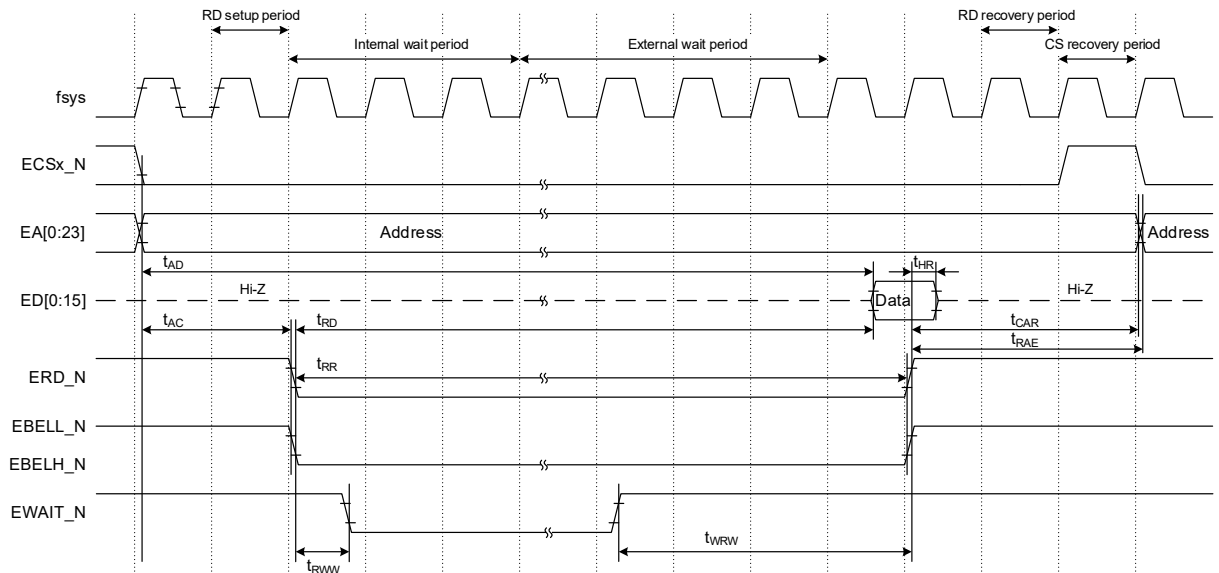 RD setup period
RD recovery period
Internal wait period
External wait period
CS recovery period
fsys
ECSx_N
EA[0:23]
Address
Address
tAD
tHR
ED[0:15]
Hi-Z
Data
Hi-Z
tAC
tRD
tCAR
tRAE
tRR
ERD_N
EBELL_N
EBELH_N
EWAIT_N
tWRW
tRWW